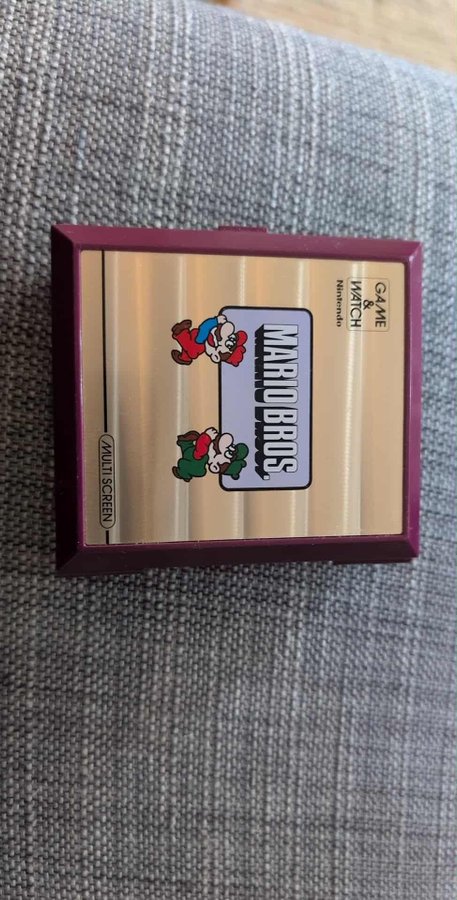 GAME
&
WATCH
Nintendo
MARIO BROS.
MULTI SCREEN